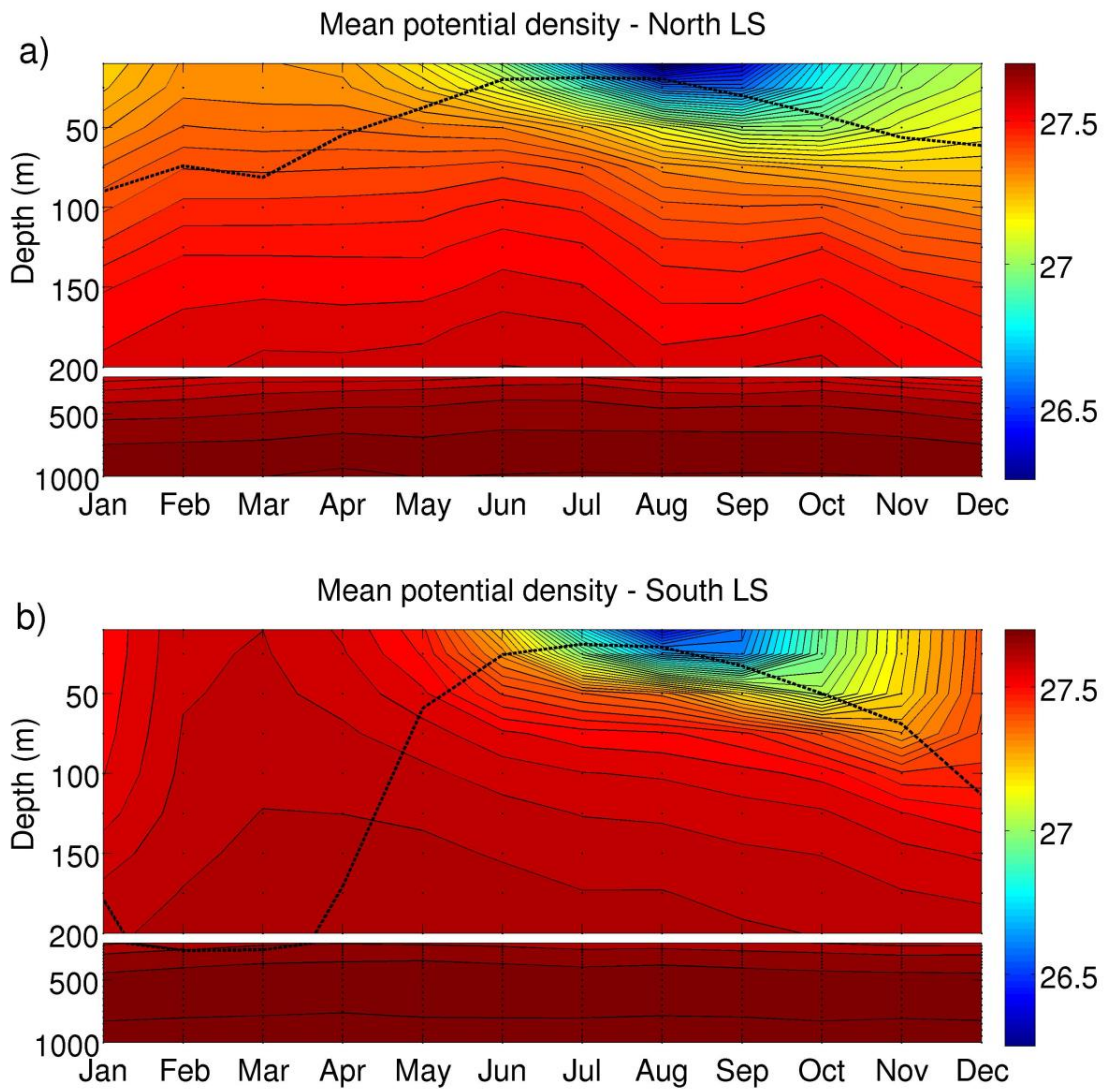 Mean potential density - North LS
a)
Depth (m)
50
100
150
200
500
1000
Jan Feb Mar Apr May Jun Jul Aug Sep Oct Nov Dec
27.5
27
26.5
Mean potential density - South LS
b)
Depth (m)
50
100
150
200
500
1000
Jan Feb Mar Apr May Jun Jul Aug Sep Oct Nov Dec
27.5
27
26.5